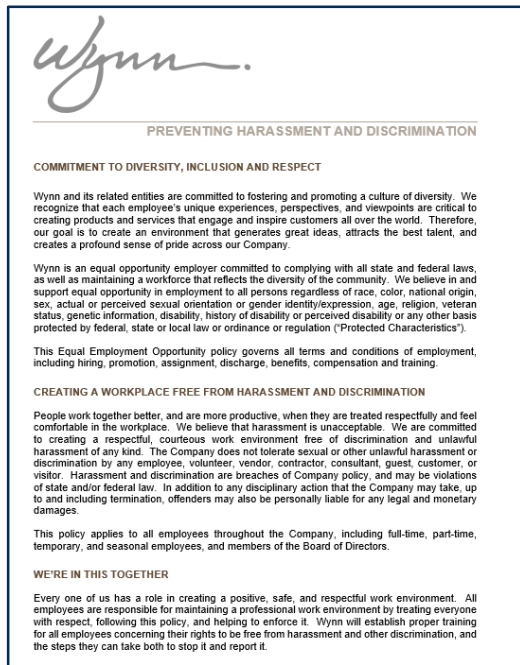 Wynn.
PREVENTING HARASSMENT AND DISCRIMINATION
COMMITMENT TO DIVERSITY, INCLUSION AND RESPECT
Wynn and its related entities are committed to fostering and promoting a culture of diversity. We
recognize that each employee's unique experiences, perspectives, and viewpoints are critical to
creating products and services that engage and inspire customers all over the world. Therefore,
our goal is to create an environment that generates great ideas, attracts the best talent, and
creates a profound sense of pride across our Company.
Wynn is an equal opportunity employer committed to complying with all state and federal laws,
as well as maintaining a workforce that reflects the diversity of the community. We believe in and
support equal opportunity in employment to all persons regardless of race, color, national origin,
sex, actual or perceived sexual orientation or gender identity/expression, age, religion, veteran
status, genetic information, disability, history of disability or perceived disability or any other basis
protected by federal, state or local law or ordinance or regulation ("Protected Characteristics").
This Equal Employment Opportunity policy governs all terms and conditions of employment,
including hiring, promotion, assignment, discharge, benefits, compensation and training.
CREATING A WORKPLACE FREE FROM HARASSMENT AND DISCRIMINATION
People work together better, and are more productive, when they are treated respectfully and feel
comfortable in the workplace. We believe that harassment is unacceptable. We are committed
to creating a respectful, courteous work environment free of discrimination and unlawful
harassment of any kind. The Company does not tolerate sexual or other unlawful harassment or
discrimination by any employee, volunteer, vendor, contractor, consultant, guest, customer, or
visitor. Harassment and discrimination are breaches of Company policy, and may be violations
of state and/or federal law. In addition to any disciplinary action that the Company may take, up
to and including termination, offenders may also be personally liable for any legal and monetary
damages.
This policy applies to all employees throughout the Company, including full-time, part-time,
temporary, and seasonal employees, and members of the Board of Directors.
WE'RE IN THIS TOGETHER
Every one of us has a role in creating a positive, safe, and respectful work environment. All
employees are responsible for maintaining a professional work environment by treating everyone
with respect, following this policy, and helping to enforce it. Wynn will establish proper training
for all employees concerning their rights to be free from harassment and other discrimination, and
the steps they can take both to stop it and report it.